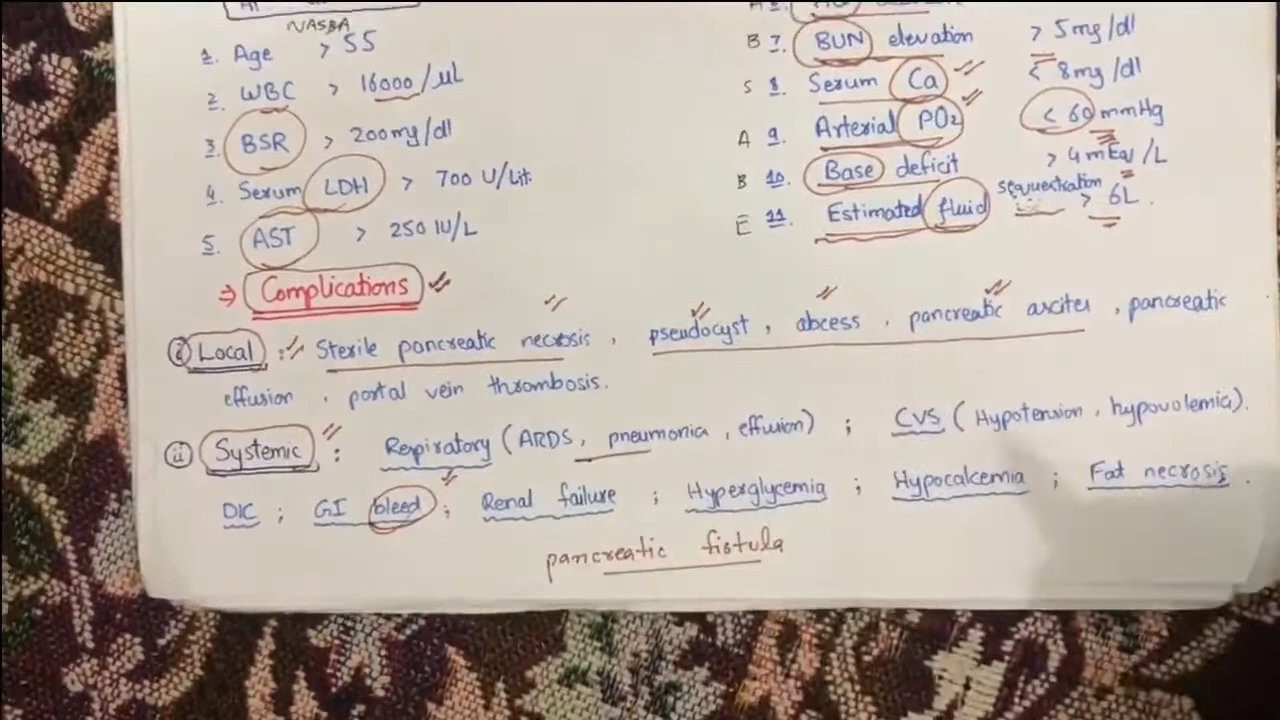 NASBA
1. Age > 55
2. WBC > 16000/µl
3. BSR > 200mg/dl
4. Serum LDH > 700 U/Lit.
5. AST > 250 IU/L
B 7. BUN elevation > 5mg/dl
S 8. Serum Ca < 8mg/dl
A 9. Arterial PO2 < 60 mmHg
B 10. Base deficit > 4mEq/L
E 11. Estimated fluid sequestration > 6L.
⇒ Complications
i Local : Sterile pancreatic necrosis, pseudocyst, abcess, pancreatic ascites, pancreatic
effusion, portal vein thrombosis.
ii Systemic : Respiratory (ARDS, pneumonia, effusion) ; CVS (Hypotension, hypovolemia).
DIC ; GI bleed ; Renal failure ; Hyperglycemia ; Hypocalcemia ; Fat necrosis.
pancreatic fistula